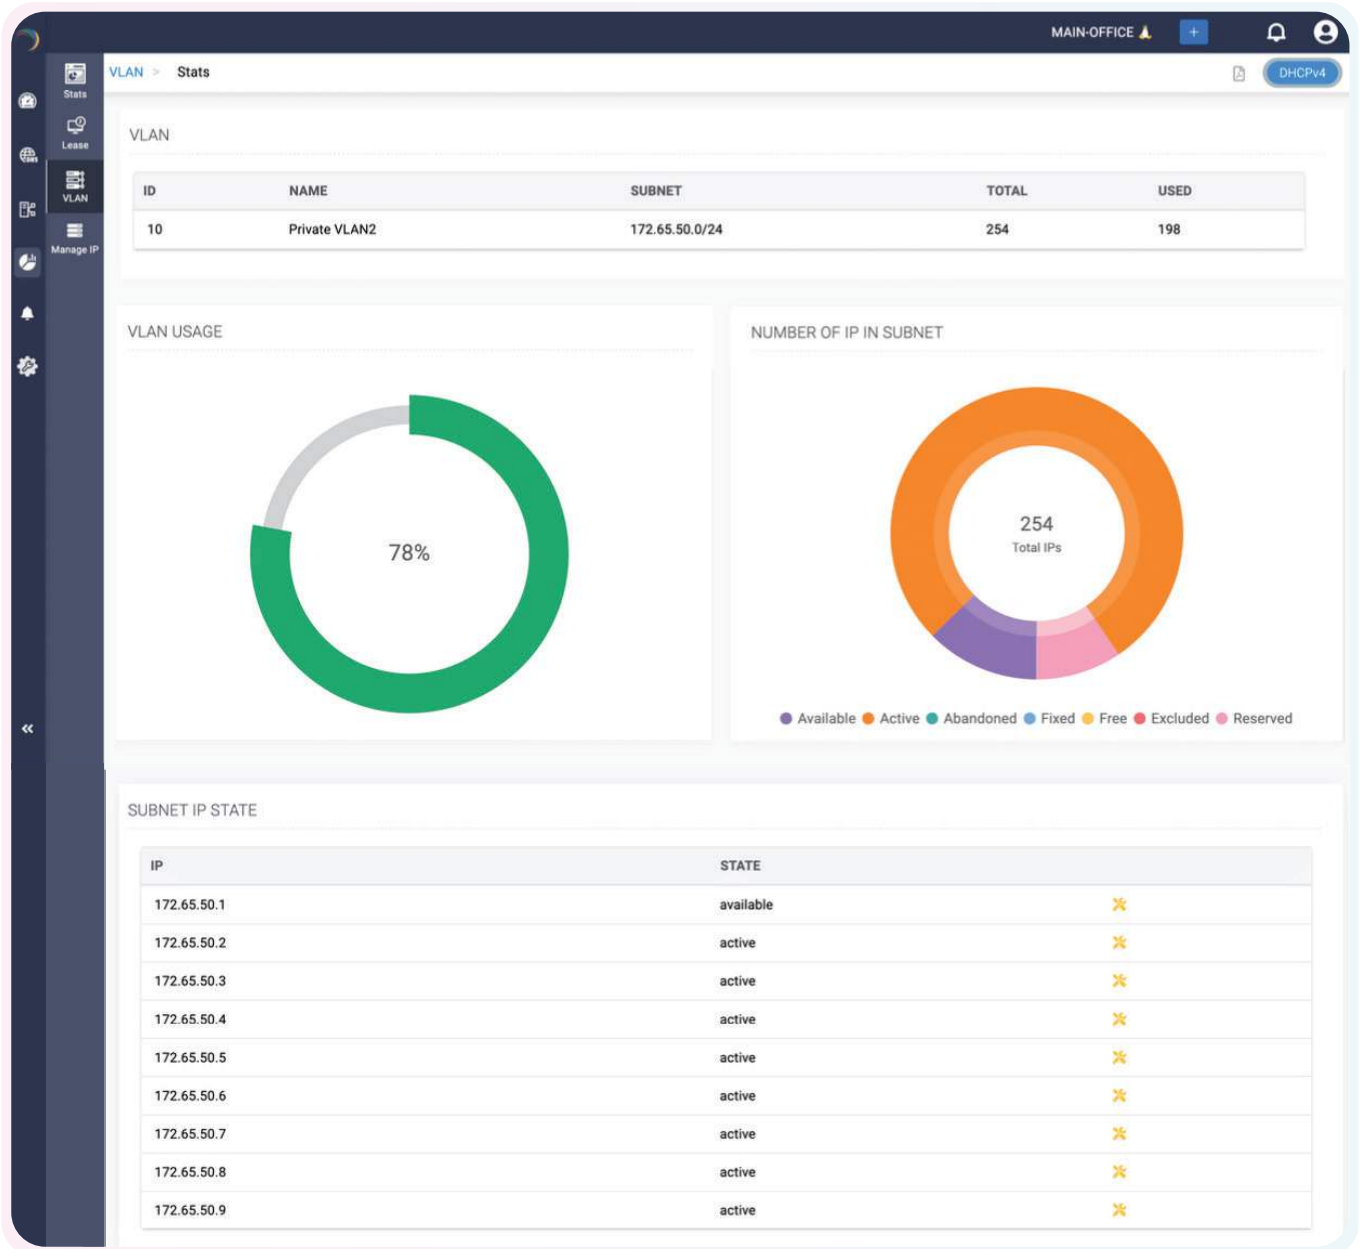 MAIN-OFFICE
+
VLAN > Stats
DHCPv4
Stats
Lease
VLAN
Manage IP
VLAN
ID NAME SUBNET TOTAL USED
10 Private VLAN2 172.65.50.0/24 254 198
VLAN USAGE
78%
NUMBER OF IP IN SUBNET
254
Total IPs
Available Active Abandoned Fixed Free Excluded Reserved
SUBNET IP STATE
IP STATE
172.65.50.1 available
172.65.50.2 active
172.65.50.3 active
172.65.50.4 active
172.65.50.5 active
172.65.50.6 active
172.65.50.7 active
172.65.50.8 active
172.65.50.9 active